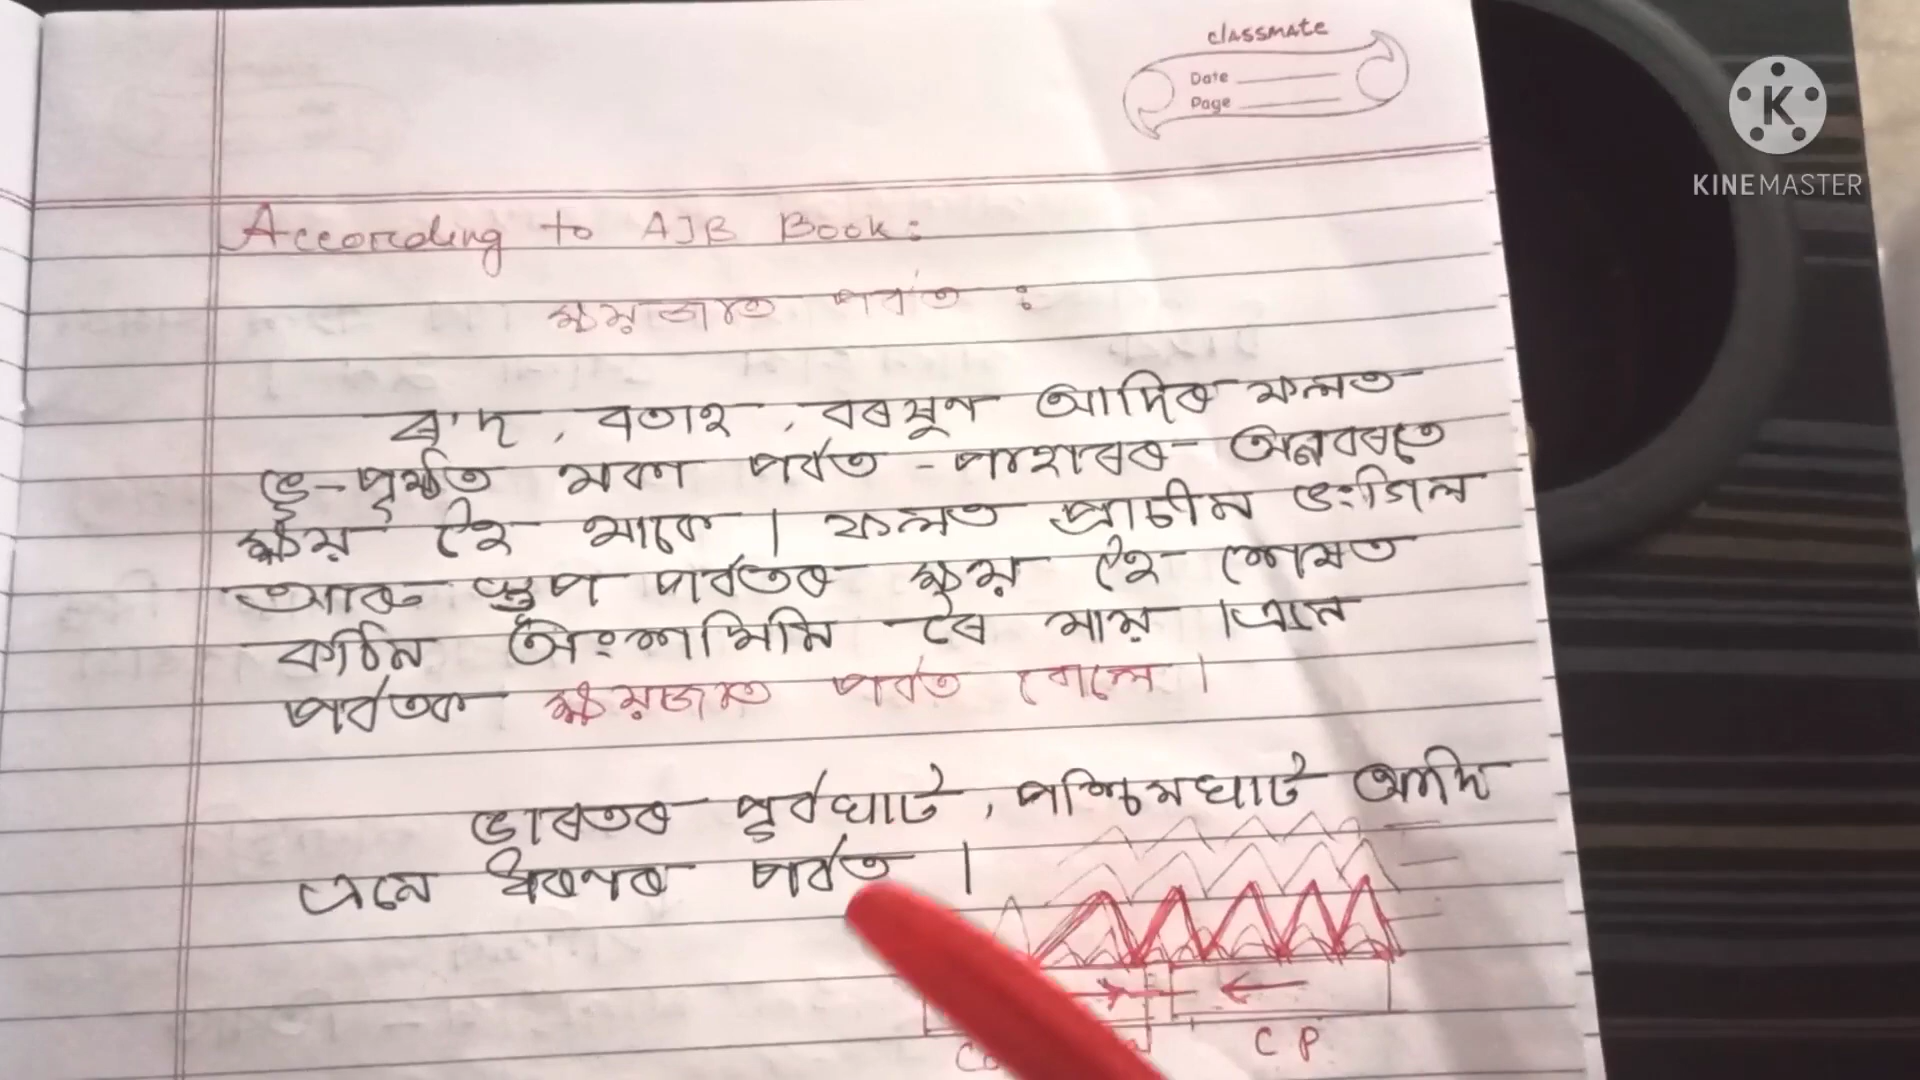 classmate
Date
Page
K
KINEMASTER
According to AJB Book:
ক্ষয়জাত পৰ্বত :
ৰ'দ, বতাহ, বৰষুণ আদিৰ ফলত
ভূ-পৃষ্ঠত থকা পৰ্বত-পাহাৰৰ অনবৰতে
ক্ষয় হৈ থাকে। ফলত প্ৰাচীন ভংগিল
আৰু স্তূপ পৰ্বতৰ ক্ষয় হৈ শেষত
কঠিন অংশখিনি ৰৈ যায়। এনে
পৰ্বতক ক্ষয়জাত পৰ্বত বোলে।
ভাৰতৰ পূৰ্বঘাট, পশ্চিমঘাট আদি
এনে ধৰণৰ পৰ্বত।
C P